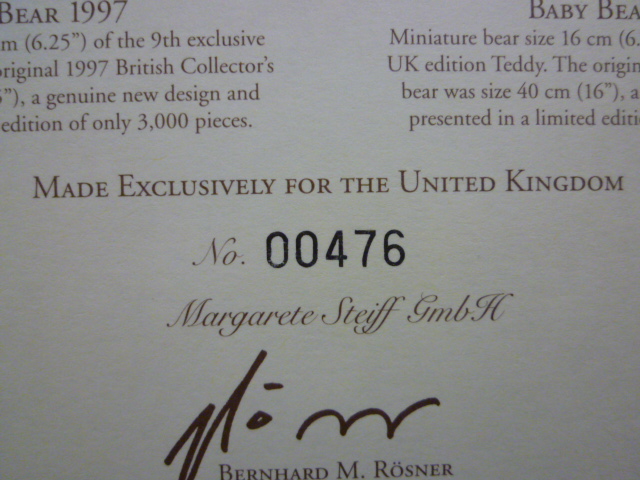 BEAR 1997
m (6.25") of the 9th exclusive
original 1997 British Collector's
"), a genuine new design and
edition of only 3,000 pieces.
BABY BEA
Miniature bear size 16 cm (6.
UK edition Teddy. The origin
bear was size 40 cm (16"), a
presented in a limited editi
MADE EXCLUSIVELY FOR THE UNITED KINGDOM
No. 00476
Margarete Steiff GmbH
BERNHARD M. RÖSNER